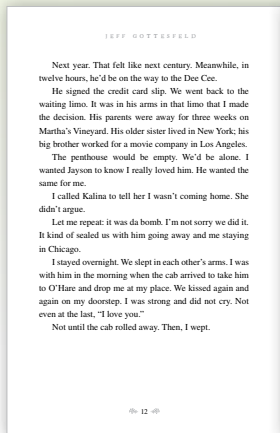 JEFF GOTTESFELD
Next year. That felt like next century. Meanwhile, in
twelve hours, he’d be on the way to the Dee Cee.
He signed the credit card slip. We went back to the
waiting limo. It was in his arms in that limo that I made
the decision. His parents were away for three weeks on
Martha’s Vineyard. His older sister lived in New York; his
big brother worked for a movie company in Los Angeles.
The penthouse would be empty. We’d be alone. I
wanted Jayson to know I really loved him. He wanted the
same for me.
I called Kalina to tell her I wasn’t coming home. She
didn’t argue.
Let me repeat: it was da bomb. I’m not sorry we did it.
It kind of sealed us with him going away and me staying
in Chicago.
I stayed overnight. We slept in each other’s arms. I was
with him in the morning when the cab arrived to take him
to O’Hare and drop me at my place. We kissed again and
again on my doorstep. I was strong and did not cry. Not
even at the last, “I love you.”
Not until the cab rolled away. Then, I wept.
12